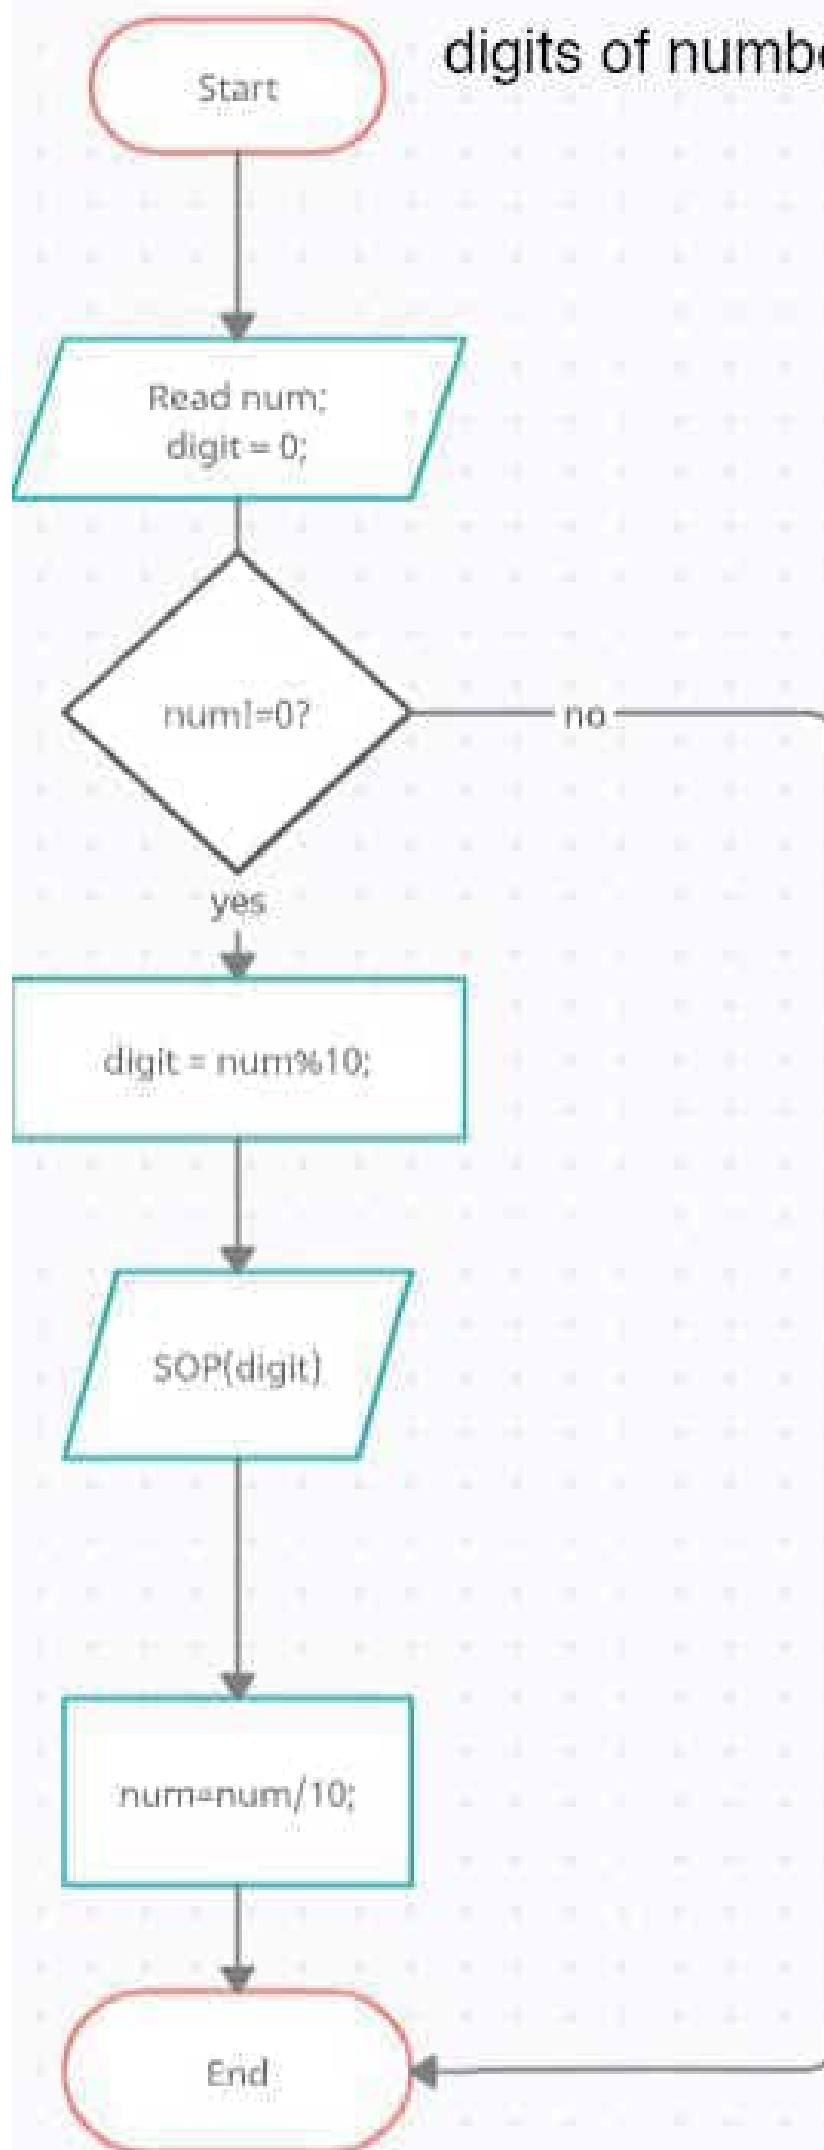 digits of numbe
Start
Read num;
digit = 0;
num!=0?
no
yes
digit = num%10;
SOP(digit)
num=num/10;
End